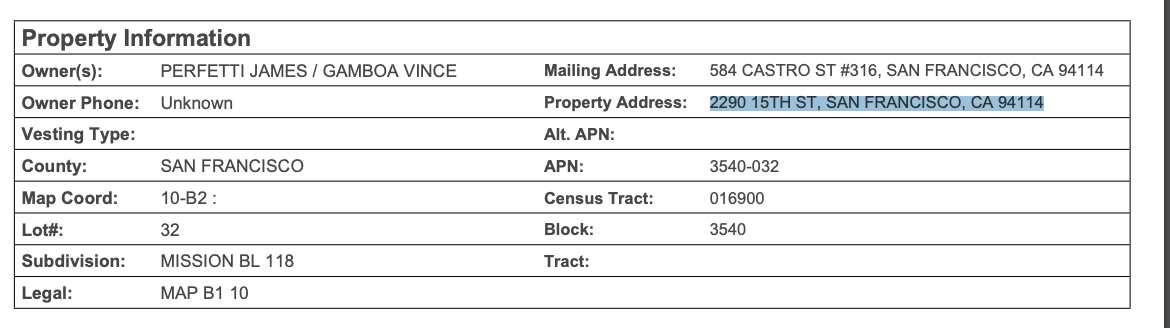 Property Information
Owner(s): PERFETTI JAMES / GAMBOA VINCE Mailing Address: 584 CASTRO ST #316, SAN FRANCISCO, CA 94114
Owner Phone: Unknown Property Address: 2290 15TH ST, SAN FRANCISCO, CA 94114
Vesting Type: Alt. APN:
County: SAN FRANCISCO APN: 3540-032
Map Coord: 10-B2 : Census Tract: 016900
Lot#: 32 Block: 3540
Subdivision: MISSION BL 118 Tract:
Legal: MAP B1 10